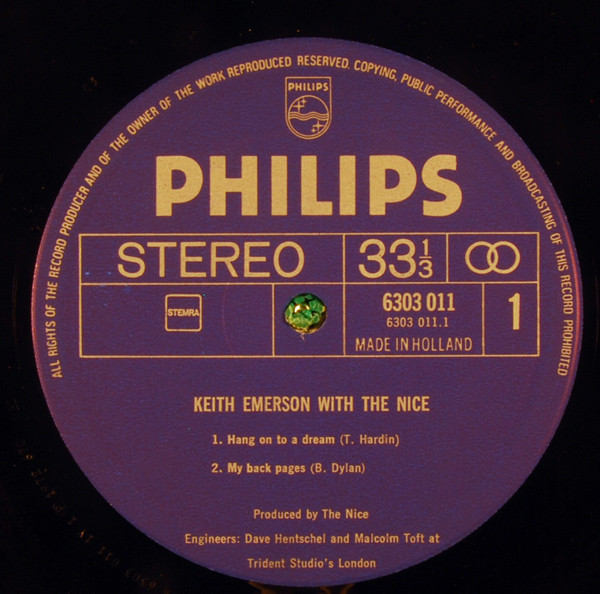 ALL RIGHTS OF THE RECORD PRODUCER AND OF THE OWNER OF THE WORK REPRODUCED RESERVED. COPYING, PUBLIC PERFORMANCE AND BROADCASTING OF THIS RECORD PROHIBITED
PHILIPS
PHILIPS
STEREO 33 1/3
STEMRA 6303 011 1
6303 011.1
MADE IN HOLLAND
KEITH EMERSON WITH THE NICE
1. Hang on to a dream (T. Hardin)
2. My back pages (B. Dylan)
Produced by The Nice
Engineers: Dave Hentschel and Malcolm Toft at
Trident Studio's London